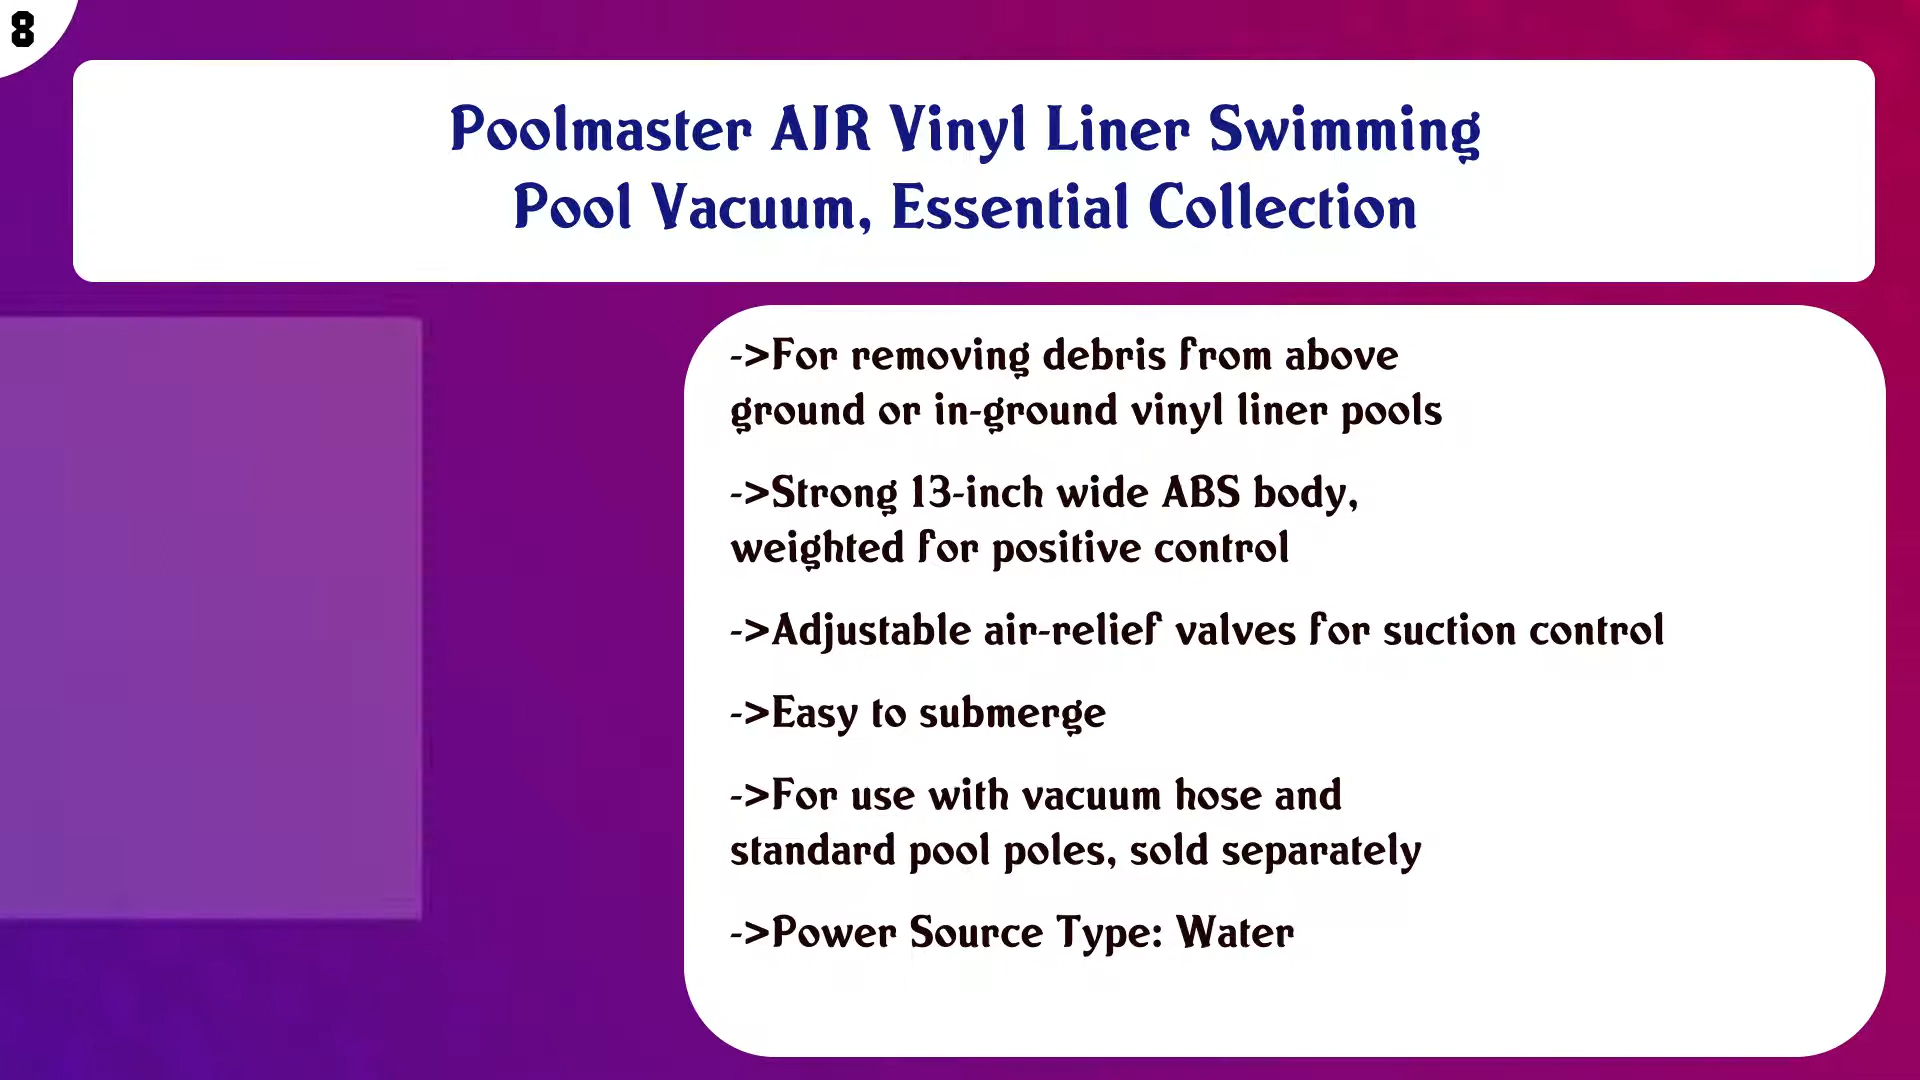 8
Poolmaster AIR Vinyl Liner Swimming
Pool Vacuum, Essential Collection
->For removing debris from above
ground or in-ground vinyl liner pools
->Strong 13-inch wide ABS body,
weighted for positive control
->Adjustable air-relief valves for suction control
->Easy to submerge
->For use with vacuum hose and
standard pool poles, sold separately
->Power Source Type: Water